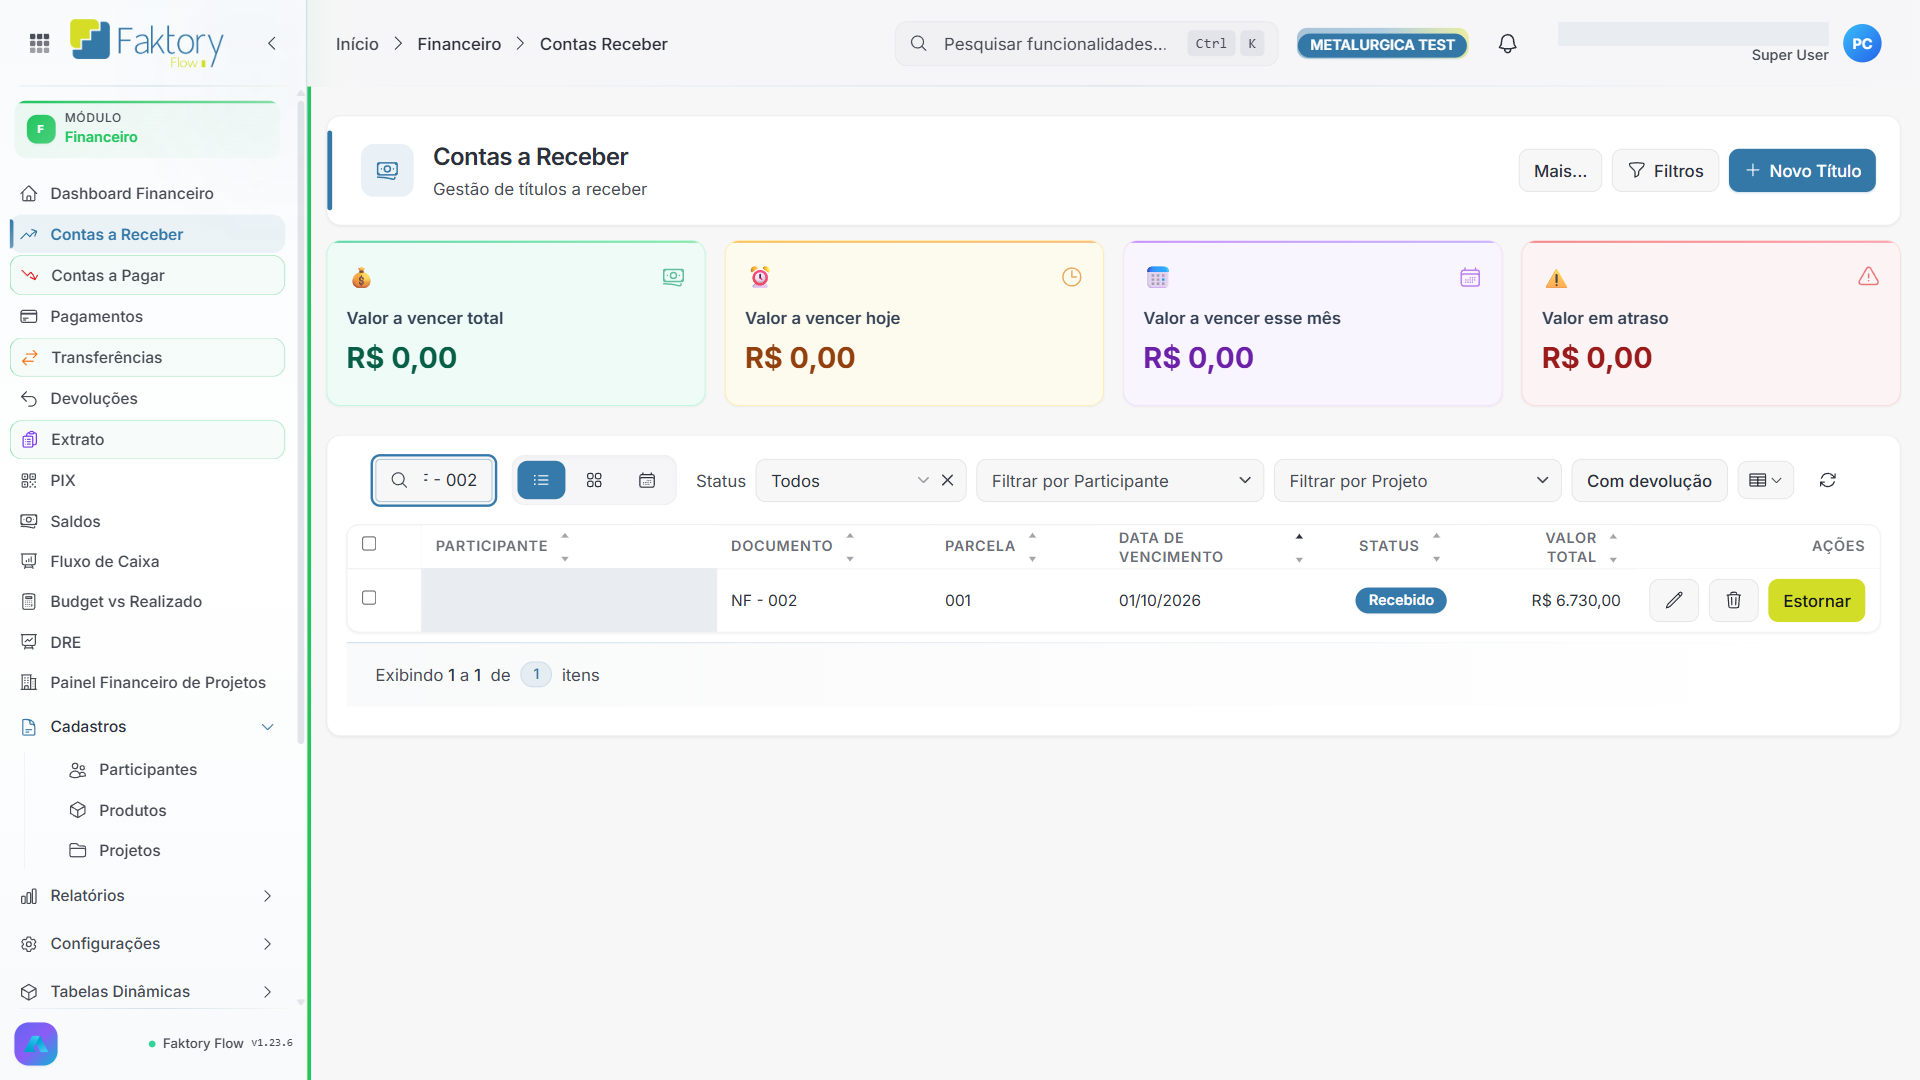 Faktory
Flow
Início > Financeiro > Contas Receber
Pesquisar funcionalidades... Ctrl K
METALURGICA TEST
Super User
PC
F
MÓDULO
Financeiro
Dashboard Financeiro
Contas a Receber
Contas a Pagar
Pagamentos
Transferências
Devoluções
Extrato
PIX
Saldos
Fluxo de Caixa
Budget vs Realizado
DRE
Painel Financeiro de Projetos
Cadastros
Participantes
Produtos
Projetos
Relatórios
Configurações
Tabelas Dinâmicas
Faktory Flow v1.23.6
Contas a Receber
Gestão de títulos a receber
Mais... Filtros + Novo Título
Valor a vencer total
R$ 0,00
Valor a vencer hoje
R$ 0,00
Valor a vencer esse mês
R$ 0,00
Valor em atraso
R$ 0,00
- 002 Status Todos Filtrar por Participante Filtrar por Projeto Com devolução
PARTICIPANTE DOCUMENTO PARCELA DATA DE VENCIMENTO STATUS VALOR TOTAL AÇÕES
NF - 002 001 01/10/2026 Recebido R$ 6.730,00 Estornar
Exibindo 1 a 1 de 1 itens